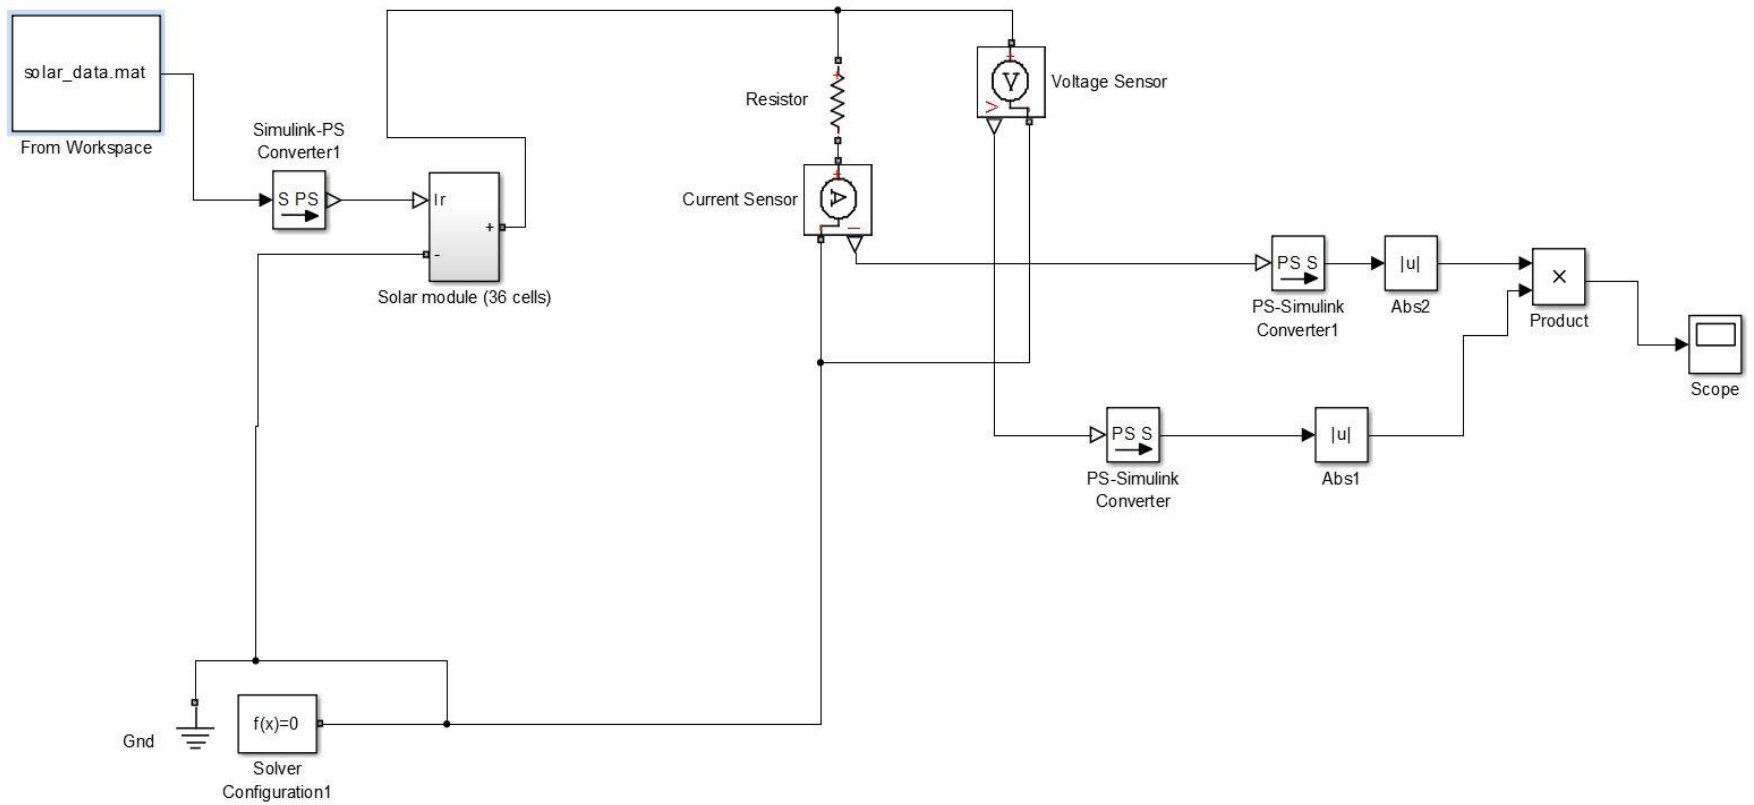 solar_data.mat
From Workspace
Simulink-PS
Converter1
S PS
Ir
+
-
Solar module (36 cells)
Resistor
+
+
V
V
Voltage Sensor
Current Sensor
+
A
I
PS S
PS-Simulink
Converter1
|u|
Abs2
×
Product
Scope
PS S
PS-Simulink
Converter
|u|
Abs1
Gnd
f(x)=0
Solver
Configuration1